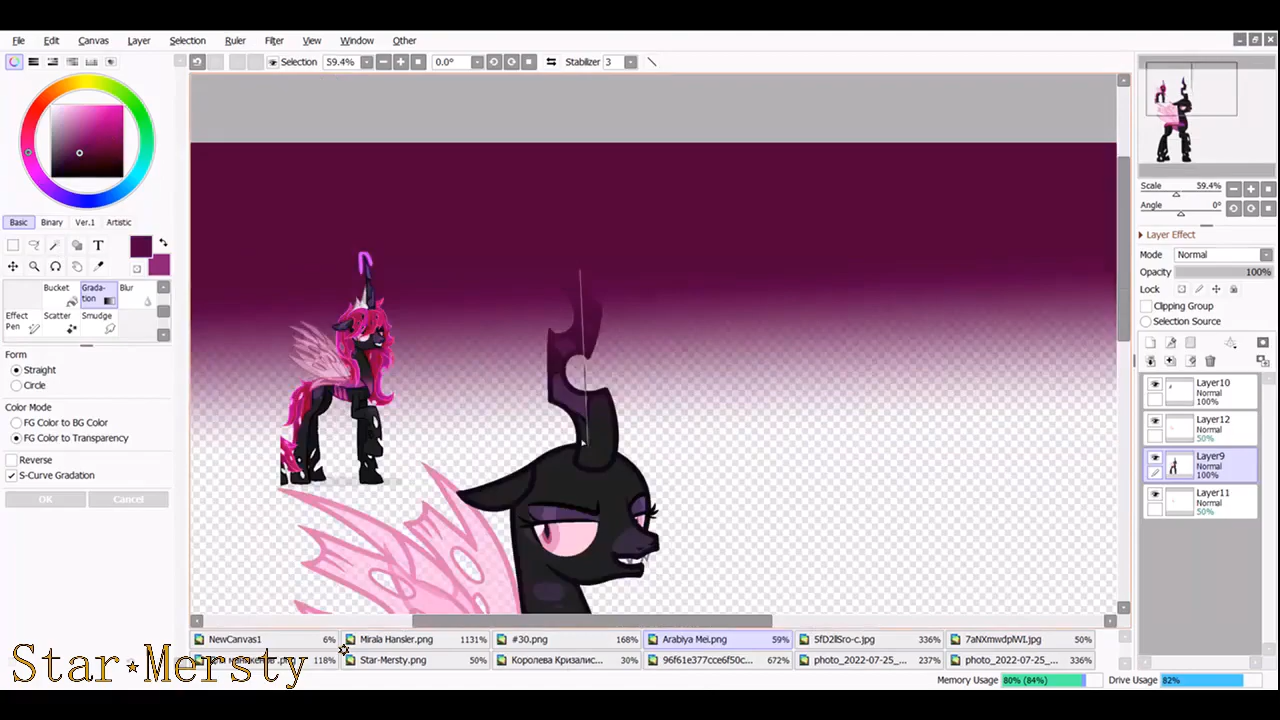 File Edit Canvas Layer Selection Ruler Filter View Window Other
Selection 59.4% 0.0° Stabilizer 3
Scale 59.4%
Angle 0°
Basic Binary Ver.1 Artistic
T
Bucket Grada-tion Blur
Effect Pen Scatter Smudge
Form
Straight
Circle
Color Mode
FG Color to BG Color
FG Color to Transparency
Reverse
S-Curve Gradation
OK Cancel
Layer Effect
Mode Normal
Opacity 100%
Lock
Clipping Group
Selection Source
Layer10
Normal
100%
Layer12
Normal
50%
Layer9
Normal
100%
Layer11
Normal
50%
NewCanvas1 6% Mirala Hansler.png 1131% #30.png 168% Arabiya Mei.png 59% 336% 50%
118% Star-Mersty.png 50% Королева Кризалис... 30% 96f61e377cce6f50c... 672% photo_2022-07-25_... 237% photo_2022-07-25_... 336%
Star★Mersty
Memory Usage 80% (84%) Drive Usage 82%